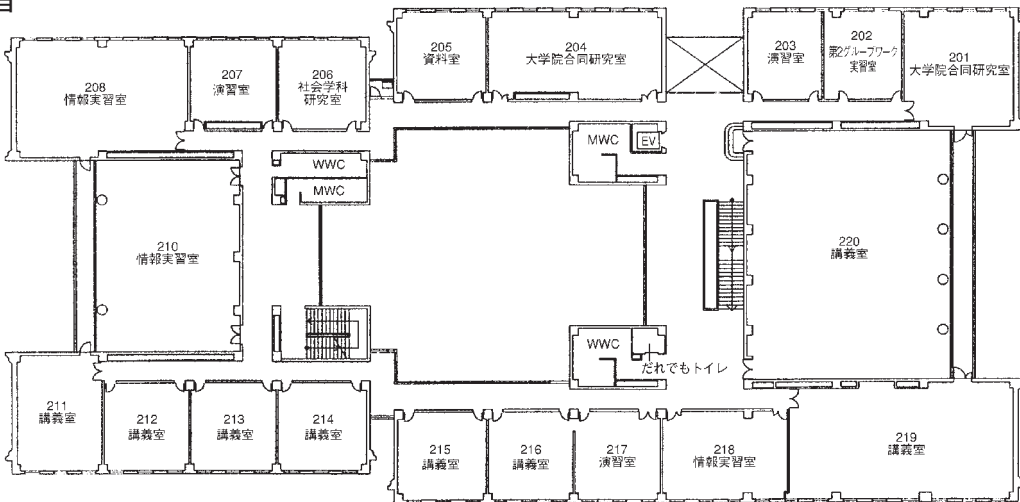 205
資料室
204
大学院合同研究室
203
演習室
202
第2グループワーク
実習室
201
大学院合同研究室
208
情報実習室
207
演習室
206
社会学科
研究室
MWC
EV
WWC
MWC
210
情報実習室
220
講義室
WWC
だれでもトイレ
211
講義室
212
講義室
213
講義室
214
講義室
215
講義室
216
講義室
217
演習室
218
情報実習室
219
講義室